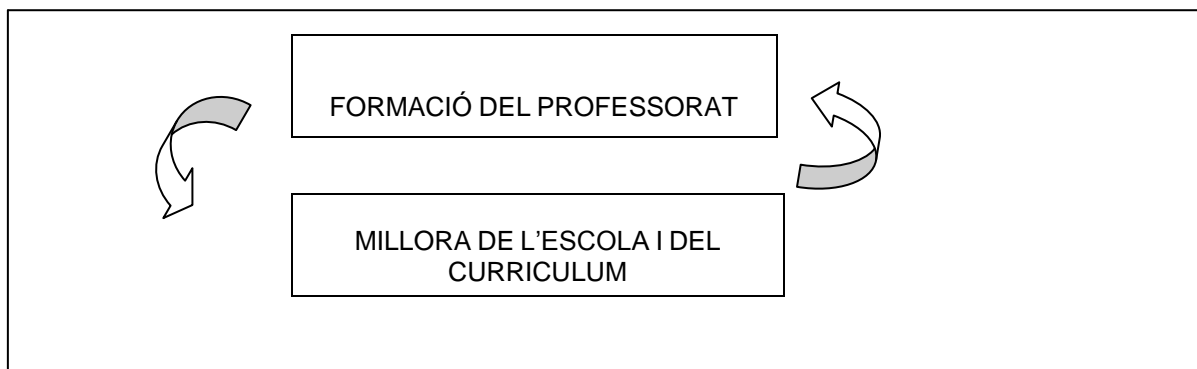 FORMACIÓ DEL PROFESSORAT
MILLORA DE L'ESCOLA I DEL
CURRICULUM